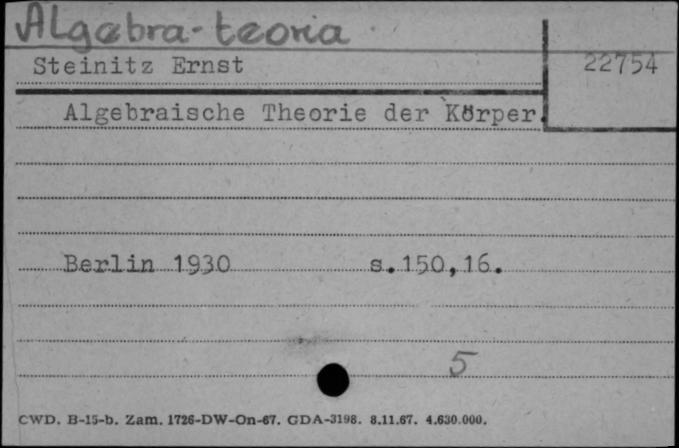 Algebra-teoria
Steinitz Ernst
22754
Algebraische Theorie der Körper.
Berlin 1930 s.150,16.
5
CWD. B-15-b. Zam. 1726-DW-On-67. GDA-3198. 8.11.67. 4.630.000.